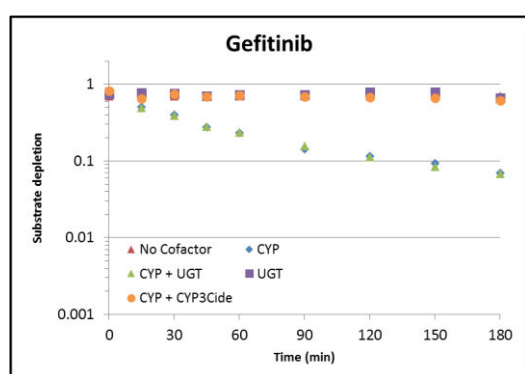 Gefitinib
Substrate depletion
1
0.1
0.01
0.001
No Cofactor CYP
CYP + UGT UGT
CYP + CYP3Cide
0 30 60 90 120 150 180
Time (min)